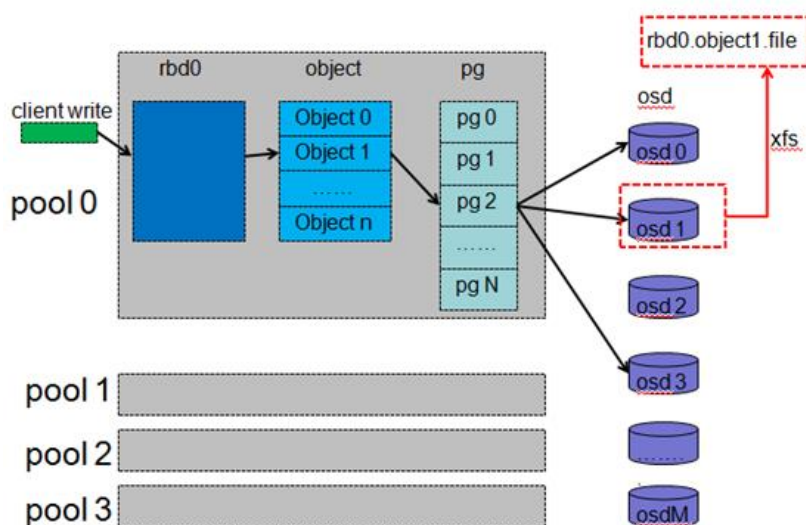 rbd0.object1.file
rbd0
object
pg
osd
client write
Object 0
pg 0
xfs
osd 0
Object 1
pg 1
pool 0
......
pg 2
osd 1
Object n
......
pg N
osd 2
osd 3
pool 1
pool 2
........
pool 3
osdM